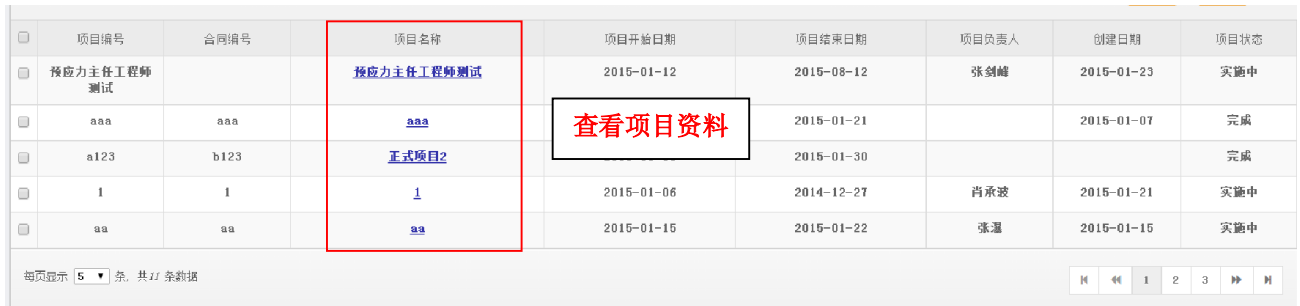 项目编号 合同编号 项目名称 项目开始日期 项目结束日期 项目负责人 创建日期 项目状态
预应力主任工程师测试 预应力主任工程师测试 2015-01-12 2015-08-12 张剑峰 2015-01-23 实施中
aaa aaa aaa 2015-01-21 2015-01-07 完成
查看项目资料
a123 b123 正式项目2 2015-01-30 完成
1 1 1 2015-01-06 2014-12-27 肖承波 2015-01-21 实施中
aa aa aa 2015-01-15 2015-01-22 张瀑 2015-01-15 实施中
每页显示 5 条, 共11 条数据 1 2 3